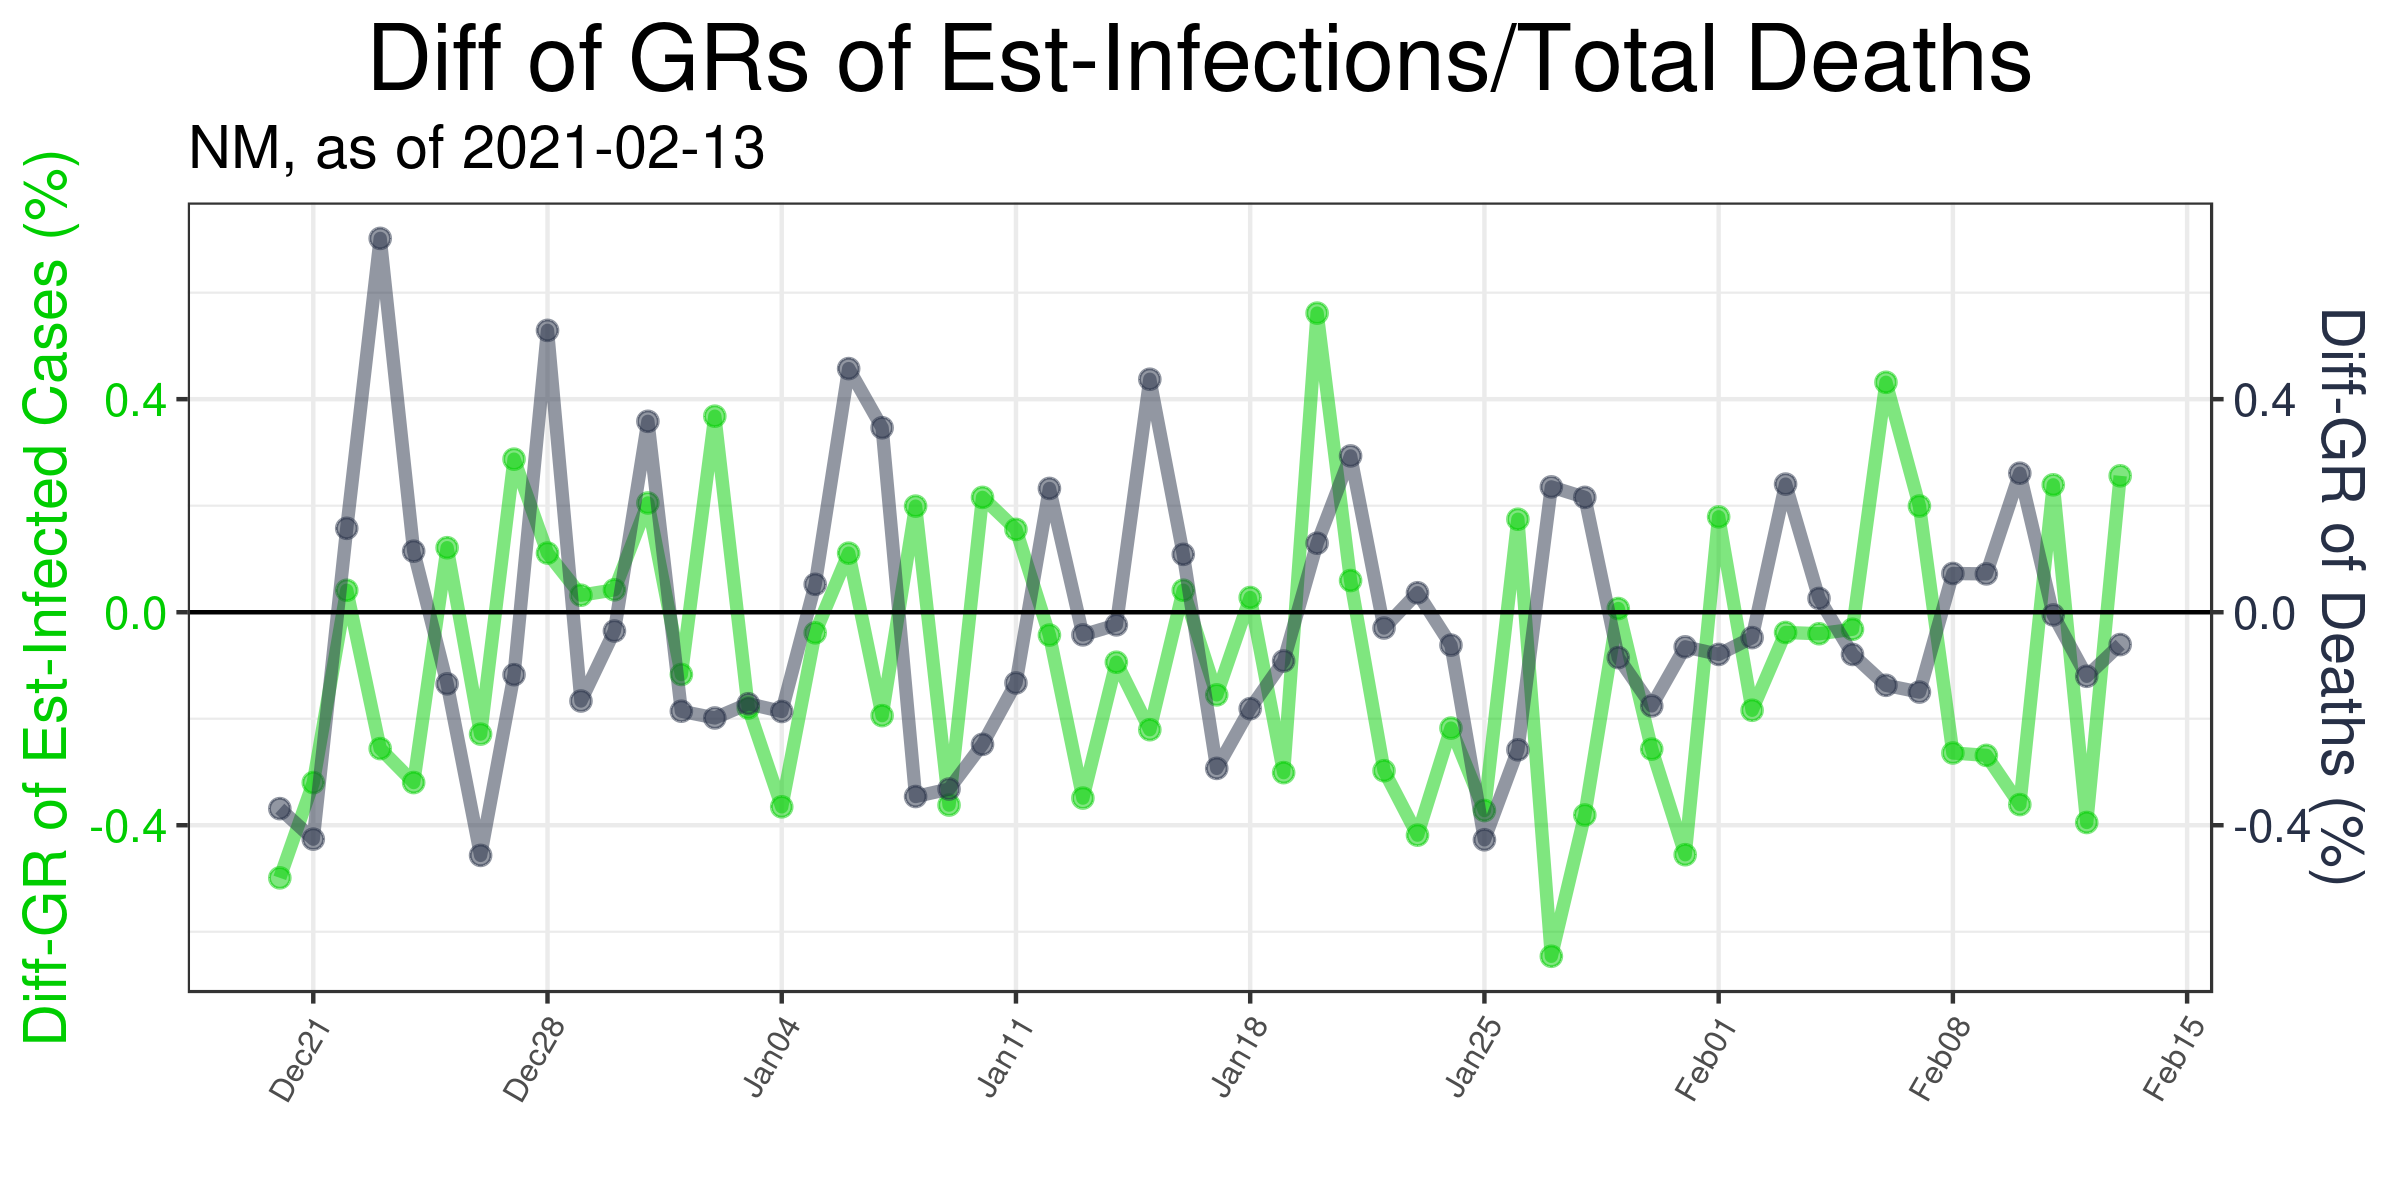 Diff of GRs of Est-Infections/Total Deaths
NM, as of 2021-02-13
Diff-GR of Est-Infected Cases (%)
0.4
0.0
-0.4
0.4
0.0
-0.4
Diff-GR of Deaths (%)
Dec21
Dec28
Jan04
Jan11
Jan18
Jan25
Feb01
Feb08
Feb15